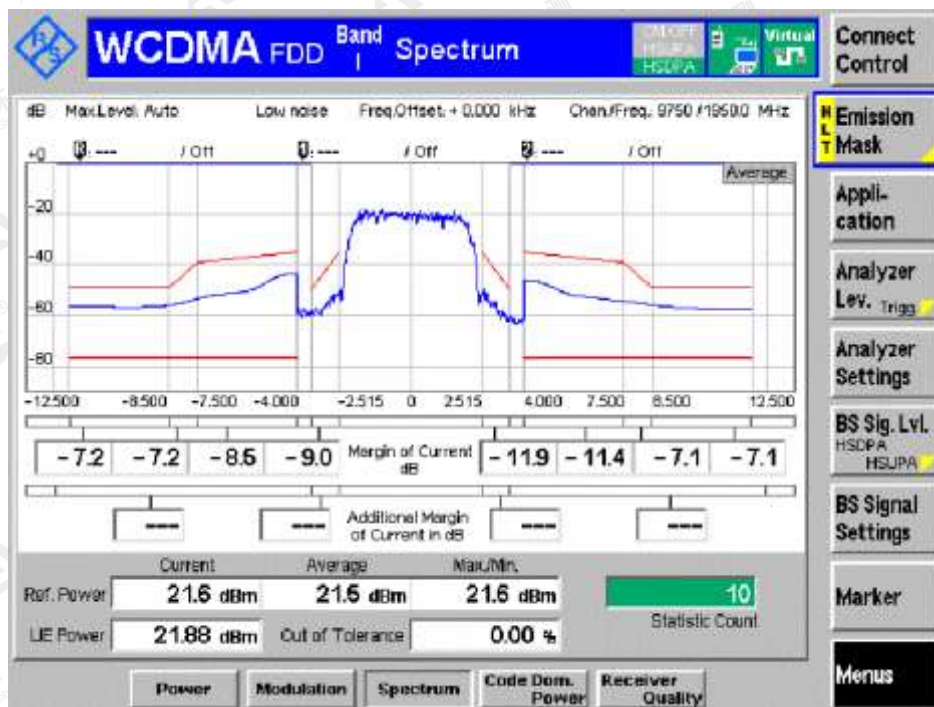 WCDMA FDD Band I Spectrum
HSDPA
Virtual
Connect Control
dB Max.Level: Auto Low noise Freq.Offset: + 0.000 kHz Chan./Freq.: 9750 / 1950.0 MHz
Emission Mask
+0 --- / Off --- / Off 2: --- / Off
Average
-20
-40
-60
-80
Appli-
cation
Analyzer
Lev. Trigg.
Analyzer
Settings
-12.500 -8.500 -7.500 -4.000 -2.515 0 2.515 4.000 7.500 8.500 12.500
BS Sig. Lvl.
HSDPA
HSUPA
-7.2 -7.2 -8.5 -9.0 Margin of Current dB -11.9 -11.4 -7.1 -7.1
--- --- Additional Margin of Current in dB --- ---
BS Signal
Settings
Current Average Max./Min.
Ref. Power 21.6 dBm 21.5 dBm 21.6 dBm 10
Statistic Count
UE Power 21.88 dBm Out of Tolerance 0.00 %
Marker
Menus
Power Modulation Spectrum Code Dom. Power Receiver Quality